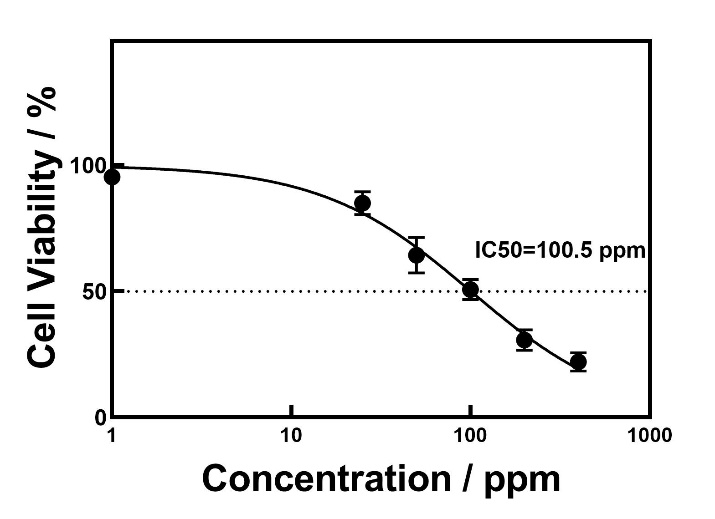 Cell Viability / %
100
50
0
IC50=100.5 ppm
1 10 100 1000
Concentration / ppm